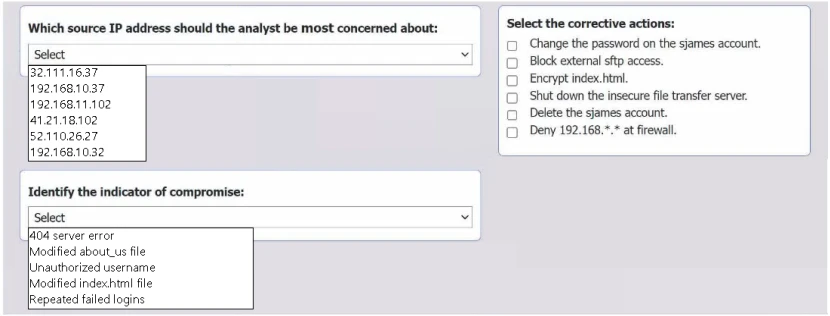 Which source IP address should the analyst be most concerned about:
Select
32.111.16.37
192.168.10.37
192.168.11.102
41.21.18.102
52.110.26.27
192.168.10.32
Identify the indicator of compromise:
Select
404 server error
Modified about_us file
Unauthorized username
Modified index.html file
Repeated failed logins
Select the corrective actions:
Change the password on the sjames account.
Block external sftp access.
Encrypt index.html.
Shut down the insecure file transfer server.
Delete the sjames account.
Deny 192.168.*.* at firewall.